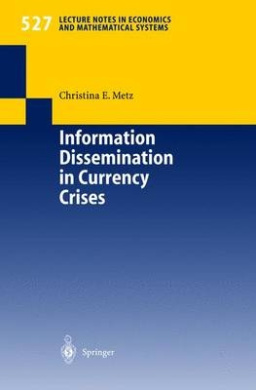 527
LECTURE NOTES IN ECONOMICS
AND MATHEMATICAL SYSTEMS
Christina E. Metz
Information
Dissemination
in Currency
Crises
Springer